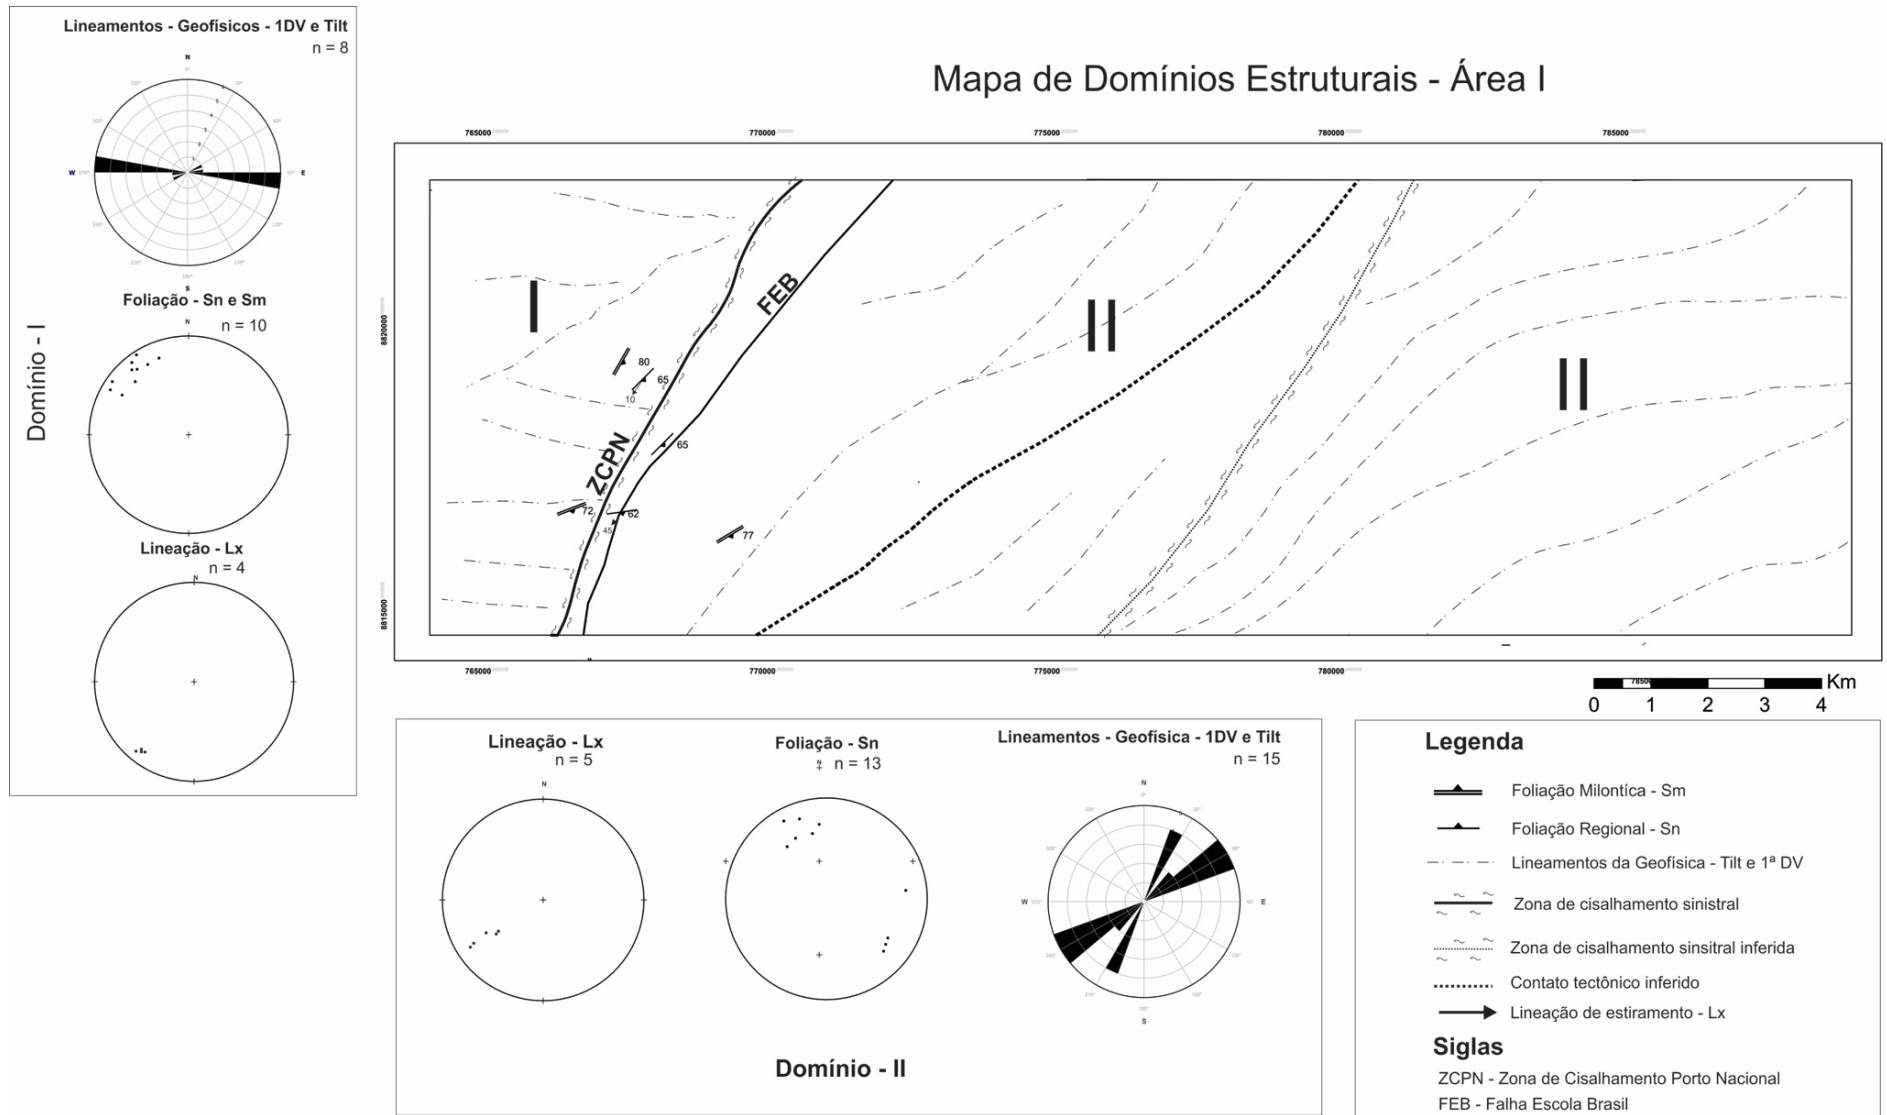 Lineamentos - Geofísicos - 1DV e Tilt
n = 8
N
W
E
S
Foliação - Sn e Sm
N
n = 10
Domínio - I
Lineação - Lx
n = 4
N
Mapa de Domínios Estruturais - Área I
765000 770000 775000 780000 785000
8820000
8815000
I
II
II
FEB
ZCPN
80
65
10
65
72
62
45
77
765000 770000 775000 780000
Km
0 1 2 3 4
Lineação - Lx
n = 5
N
Foliação - Sn
N
n = 13
Lineamentos - Geofísica - 1DV e Tilt
n = 15
N
W
E
S
Domínio - II
Legenda
Foliação Milontíca - Sm
Foliação Regional - Sn
Lineamentos da Geofísica - Tilt e 1ª DV
Zona de cisalhamento sinistral
Zona de cisalhamento sinsitral inferida
Contato tectônico inferido
Lineação de estiramento - Lx
Siglas
ZCPN - Zona de Cisalhamento Porto Nacional
FEB - Falha Escola Brasil